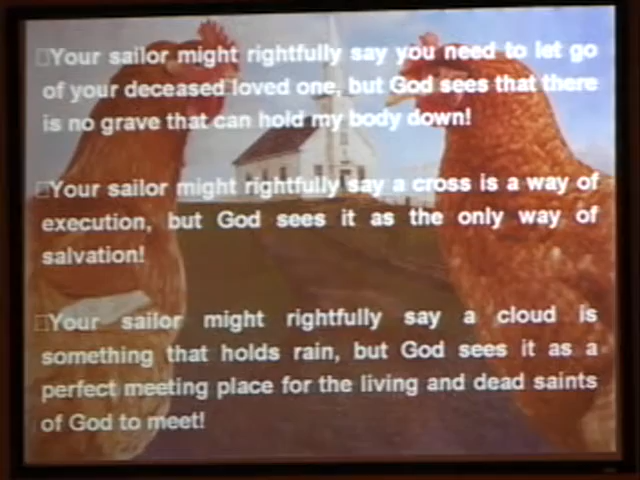 Your sailor might rightfully say you need to let go
of your deceased loved one, but God sees that there
is no grave that can hold my body down!
Your sailor might rightfully say a cross is a way of
execution, but God sees it as the only way of
salvation!
Your sailor might rightfully say a cloud is
something that holds rain, but God sees it as a
perfect meeting place for the living and dead saints
of God to meet!